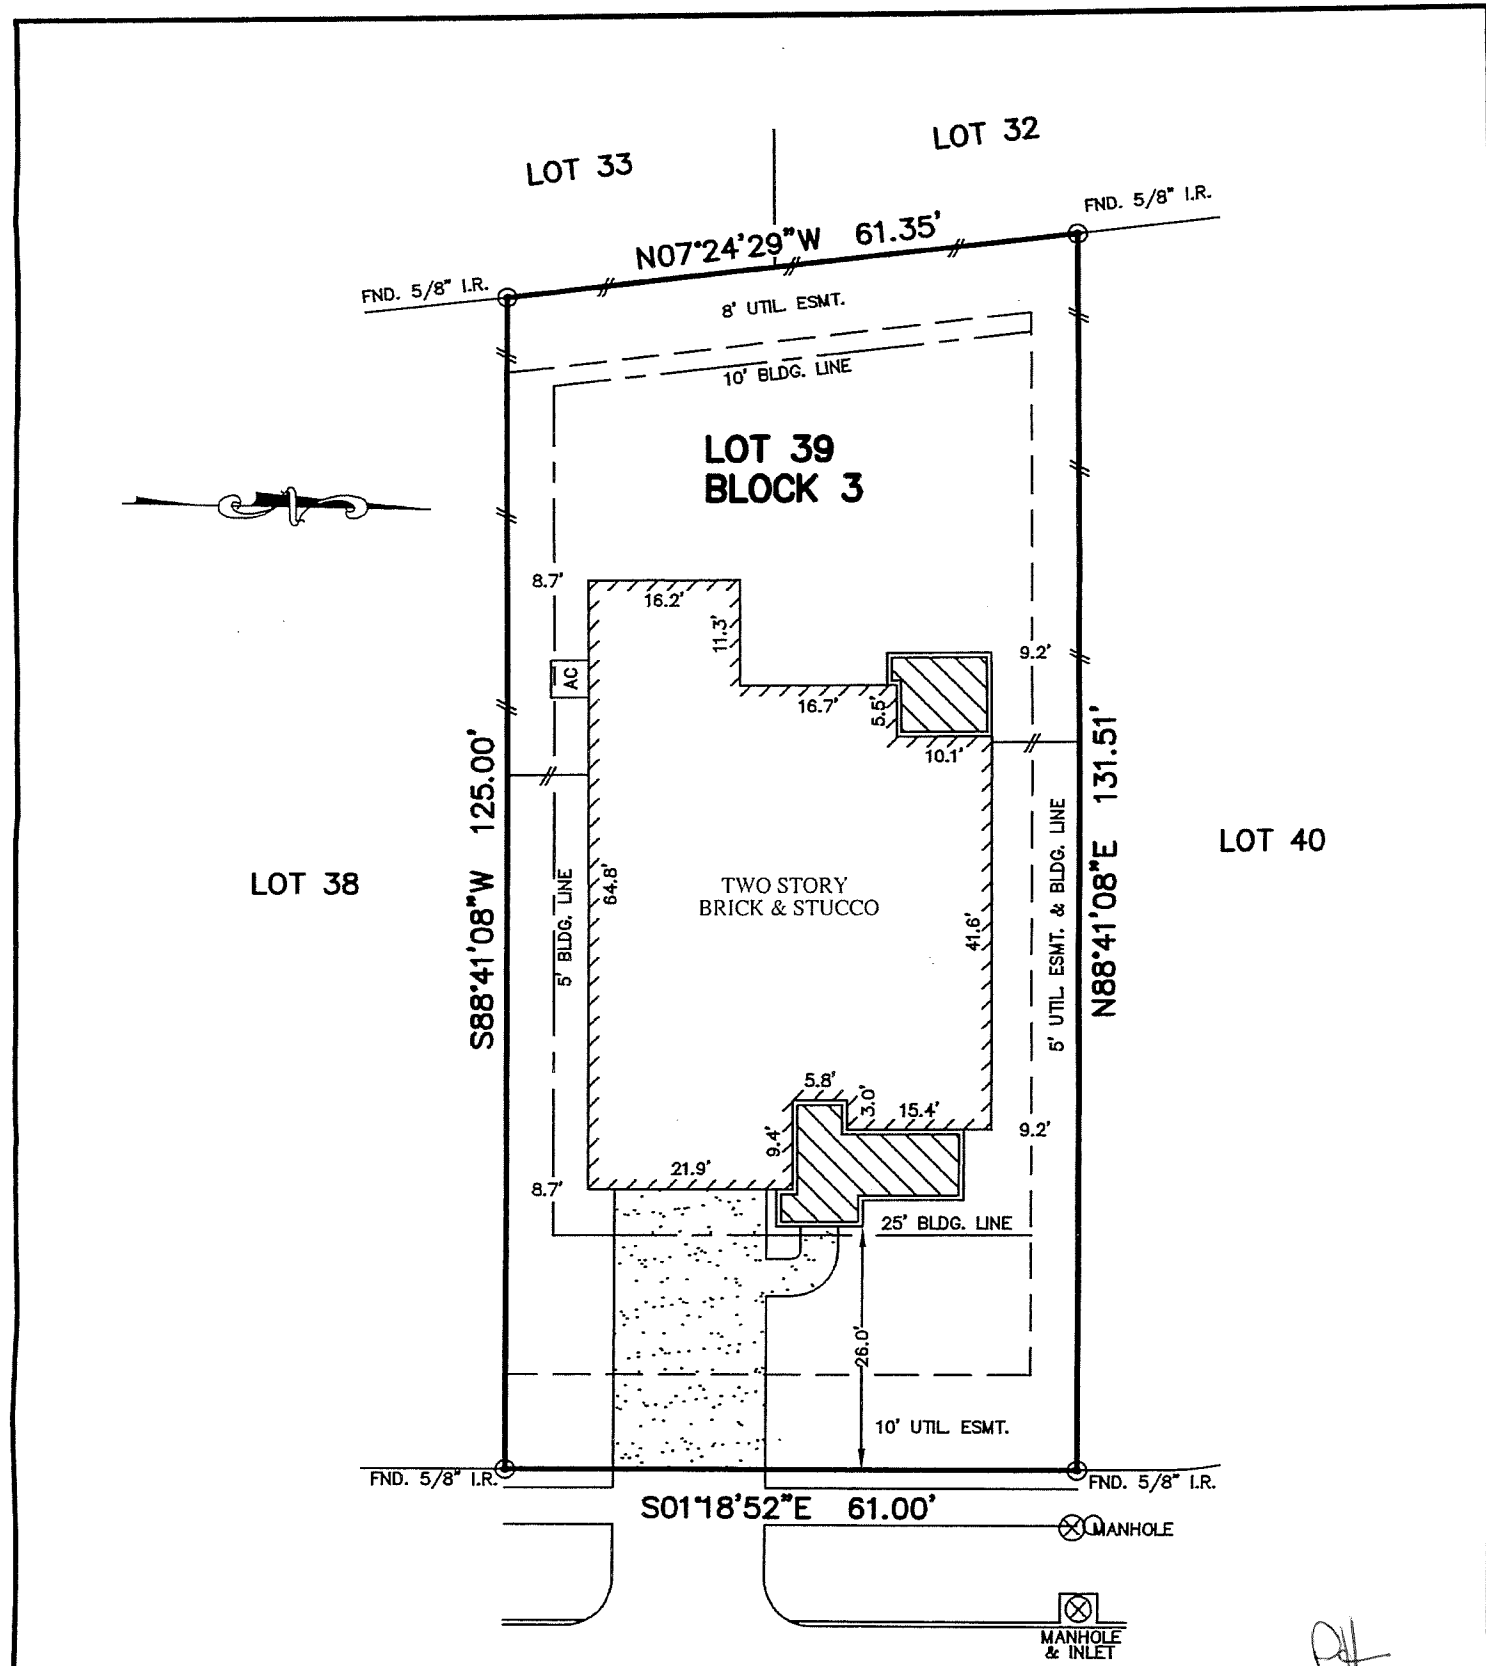 LOT 33
LOT 32
FND. 5/8" I.R.
N07°24'29"W 61.35'
FND. 5/8" I.R.
8' UTIL. ESMT.
10' BLDG. LINE
LOT 39
BLOCK 3
8.7'
16.2'
11.3'
AC
9.2'
16.7'
5.5'
10.1'
S88°41'08"W 125.00'
N88°41'08"E 131.51'
LOT 38
LOT 40
5' BLDG. LINE
64.8'
TWO STORY
BRICK & STUCCO
41.6'
5' UTIL. ESMT. & BLDG. LINE
5.8'
3.0'
15.4'
9.4'
9.2'
21.9'
8.7'
25' BLDG. LINE
26.0'
10' UTIL. ESMT.
FND. 5/8" I.R.
FND. 5/8" I.R.
S01°18'52"E 61.00'
MANHOLE
MANHOLE
& INLET